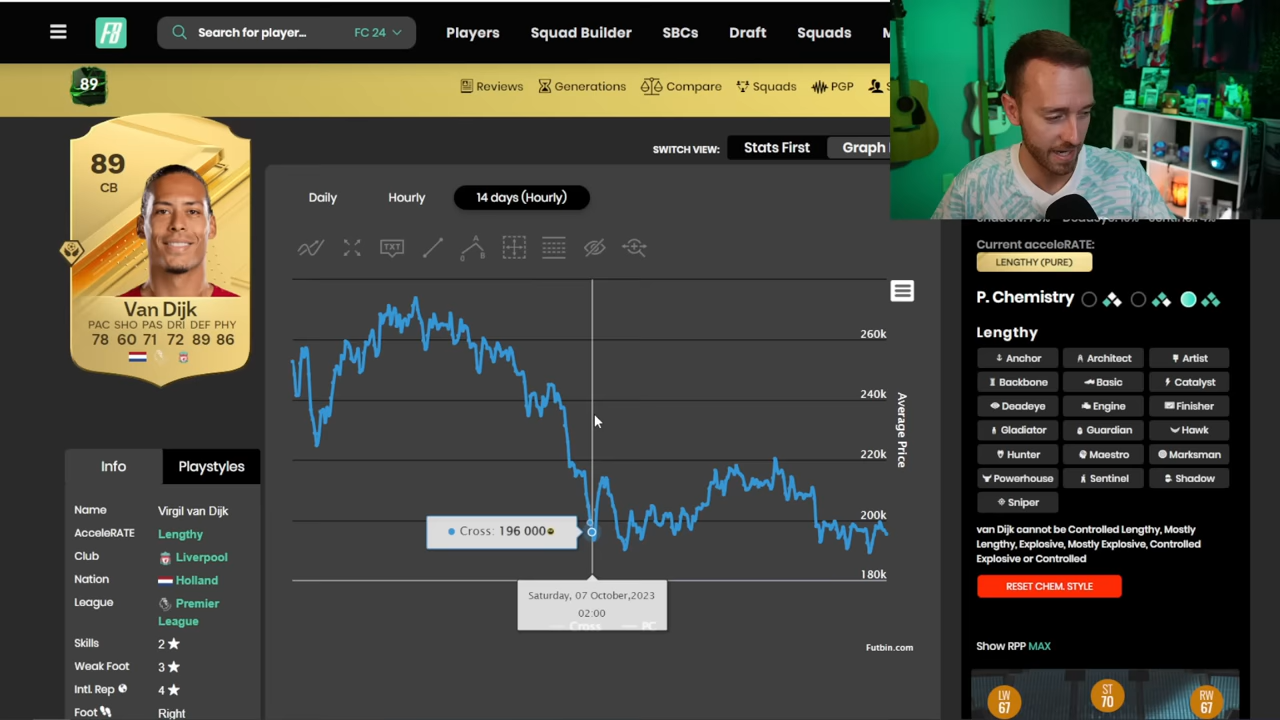 FB
Search for player...
FC 24
Players
Squad Builder
SBCs
Draft
Squads
89
Reviews
Generations
Compare
Squads
PGP
89
CB
Van Dijk
PAC SHO PAS DRI DEF PHY
78 60 71 72 89 86
SWITCH VIEW:
Stats First
Graph
Daily
Hourly
14 days (Hourly)
TXT
260k
240k
220k
200k
180k
Average Price
Cross: 196 000
Saturday, 07 October,2023
02:00
Cross
PC
Futbin.com
Info
Playstyles
Name
Virgil van Dijk
AcceleRATE
Lengthy
Club
Liverpool
Nation
Holland
League
Premier
League
Skills
2
Weak Foot
3
Intl. Rep
4
Foot
Right
Current acceleRATE:
LENGTHY (PURE)
P. Chemistry
Lengthy
Anchor
Architect
Artist
Backbone
Basic
Catalyst
Deadeye
Engine
Finisher
Gladiator
Guardian
Hawk
Hunter
Maestro
Marksman
Powerhouse
Sentinel
Shadow
Sniper
van Dijk cannot be Controlled Lengthy, Mostly
Lengthy, Explosive, Mostly Explosive, Controlled
Explosive or Controlled
RESET CHEM. STYLE
Show RPP MAX
LW
67
ST
70
RW
67